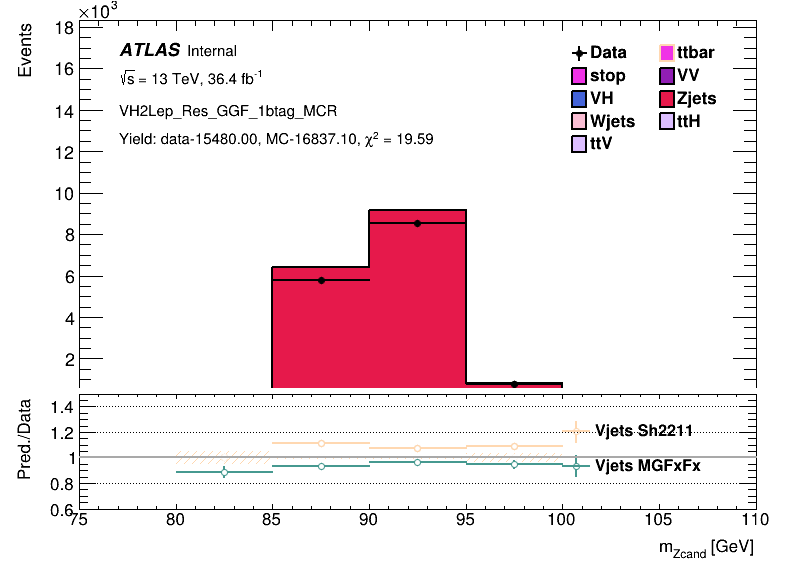 ×10³
Events
18
16
14
12
10
8
6
4
2
ATLAS Internal
√s = 13 TeV, 36.4 fb⁻¹
VH2Lep_Res_GGF_1btag_MCR
Yield: data-15480.00, MC-16837.10, χ² = 19.59
Data
ttbar
stop
VV
VH
Zjets
Wjets
ttH
ttV
Pred./Data
1.4
1.2
1
0.8
0.6
Vjets Sh2211
Vjets MGFxFx
75 80 85 90 95 100 105 110
m_Zcand [GeV]